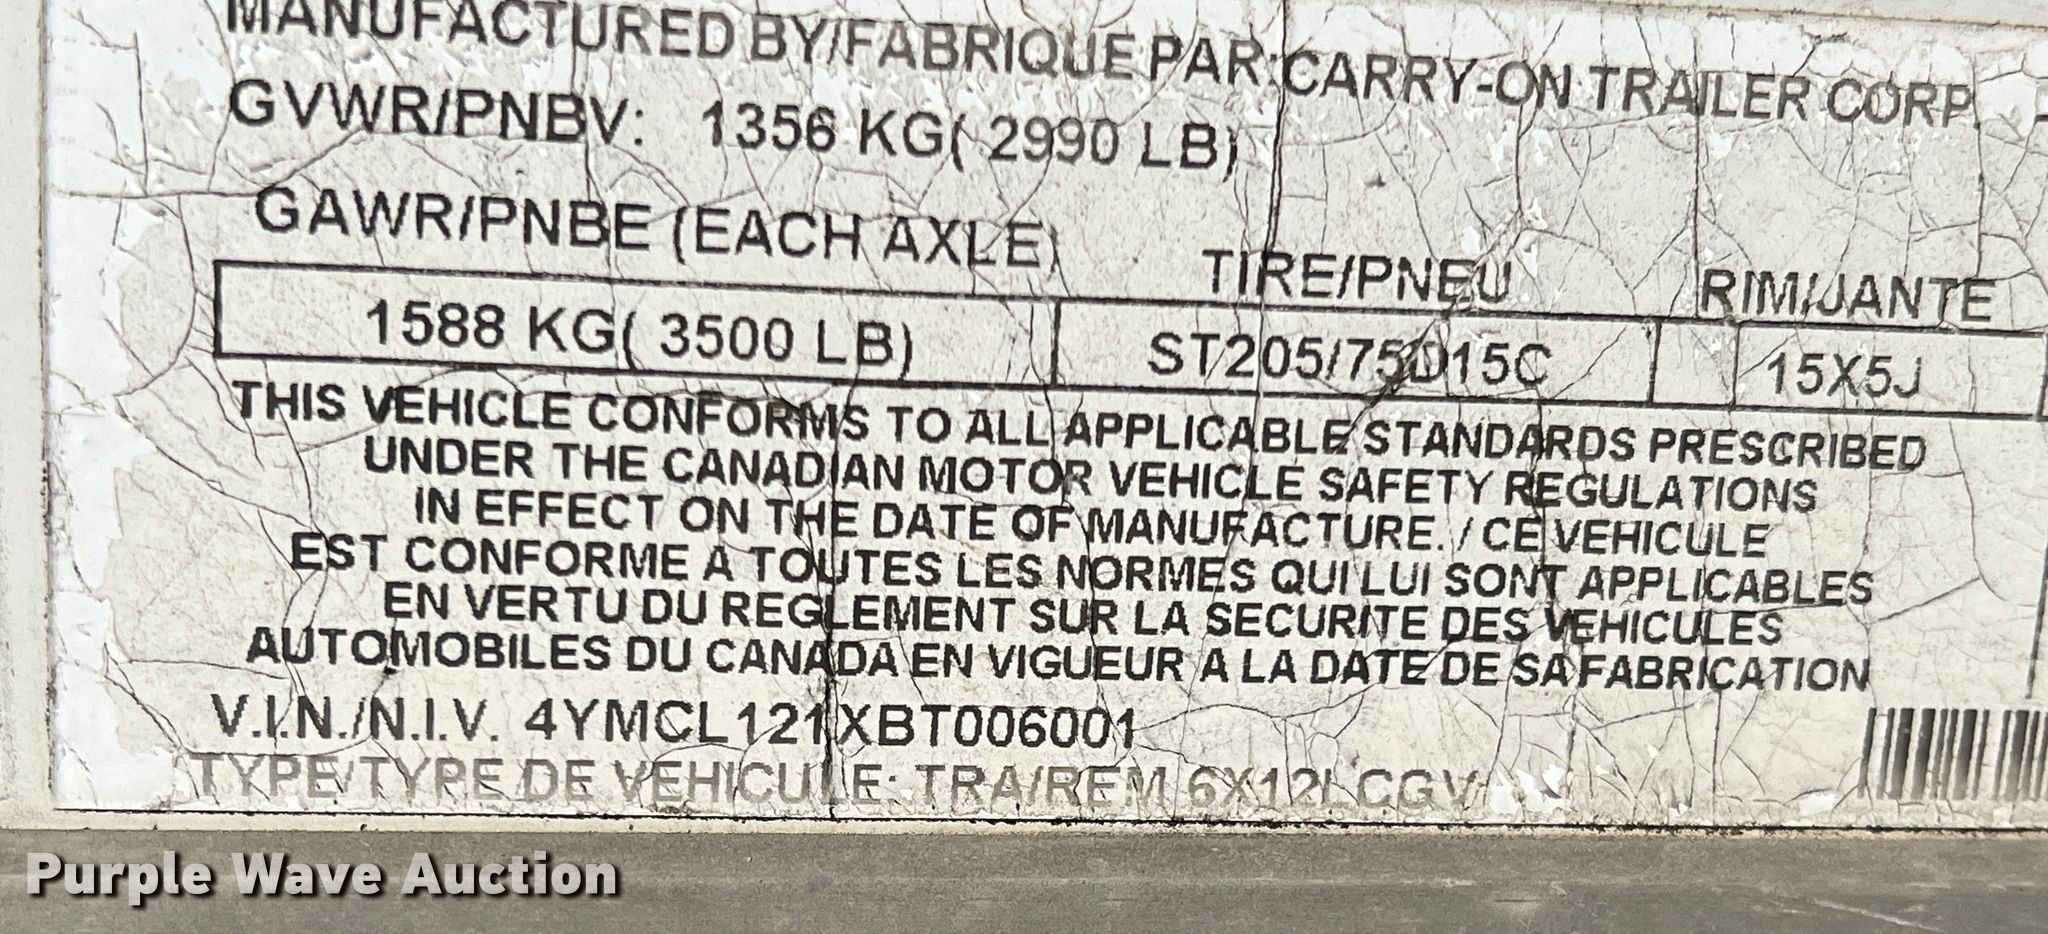 MANUFACTURED BY/FABRIQUE PAR: CARRY-ON TRAILER CORP.
GVWR/PNBV: 1356 KG( 2990 LB)
GAWR/PNBE (EACH AXLE) TIRE/PNEU RIM/JANTE
1588 KG( 3500 LB) ST205/75D15C 15X5J
THIS VEHICLE CONFORMS TO ALL APPLICABLE STANDARDS PRESCRIBED
UNDER THE CANADIAN MOTOR VEHICLE SAFETY REGULATIONS
IN EFFECT ON THE DATE OF MANUFACTURE. / CE VEHICULE
EST CONFORME A TOUTES LES NORMES QUI LUI SONT APPLICABLES
EN VERTU DU REGLEMENT SUR LA SECURITE DES VEHICULES
AUTOMOBILES DU CANADA EN VIGUEUR A LA DATE DE SA FABRICATION
V.I.N./N.I.V. 4YMCL121XBT006001
TYPE/TYPE DE VEHICULE: TRA/REM 6X12LCGV
Purple Wave Auction